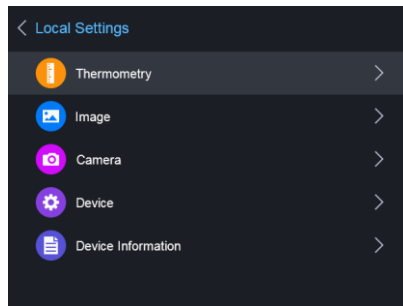 Local Settings
Thermometry
Image
Camera
Device
Device Information